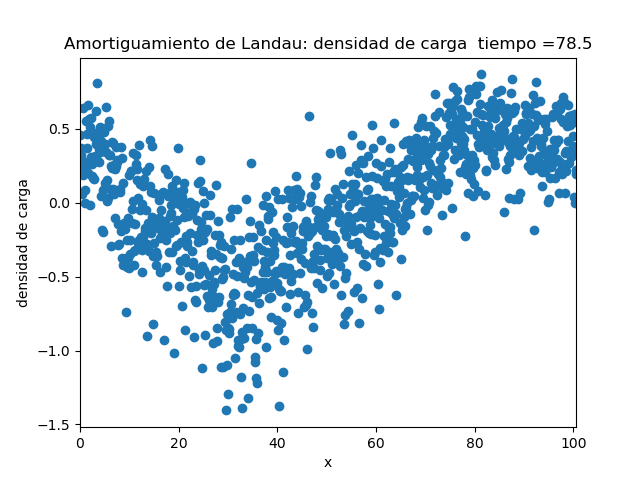 Amortiguamiento de Landau: densidad de carga  tiempo =78.5
densidad de carga
0.5
0.0
−0.5
−1.0
−1.5
0 20 40 60 80 100
x